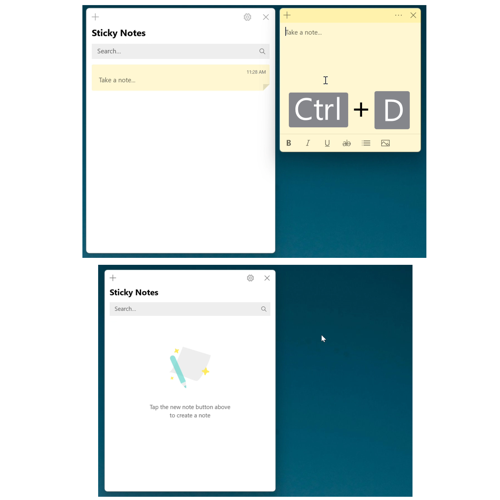 Sticky Notes
Search...
11:28 AM
Take a note...
Take a note...
Ctrl + D
B I U ab
Sticky Notes
Search...
Tap the new note button above
to create a note